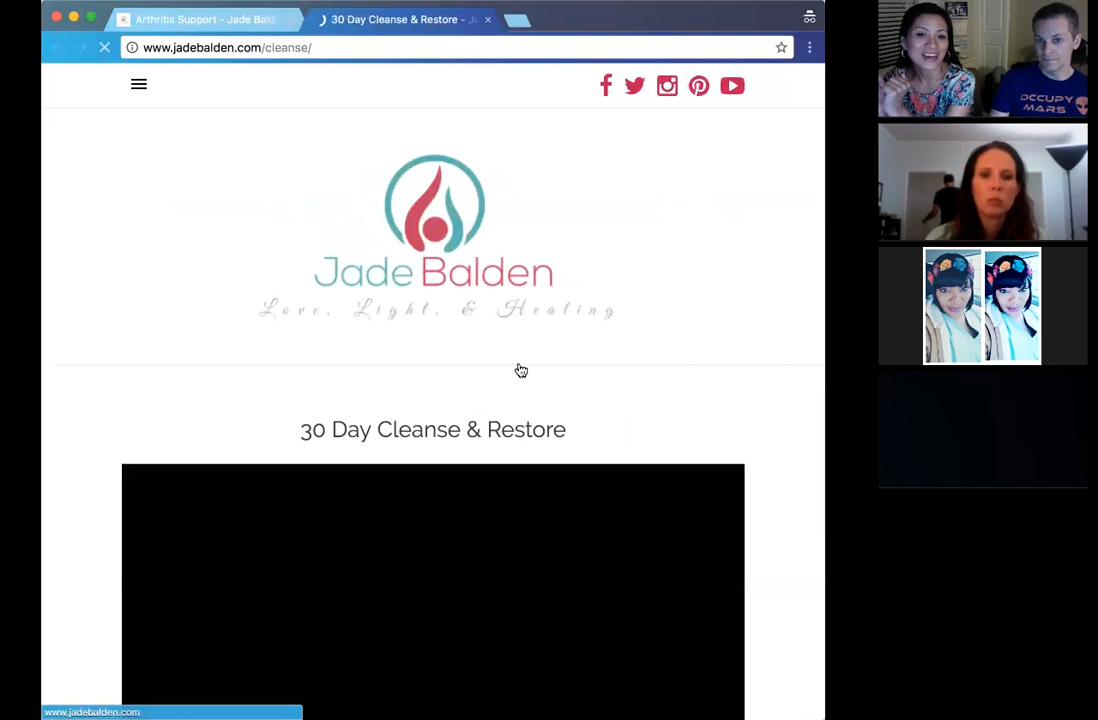 Arthritis Support - Jade Bald
30 Day Cleanse & Restore - J
www.jadebalden.com/cleanse/
Jade Balden
Love, Light, & Healing
30 Day Cleanse & Restore
www.jadebalden.com
OCCUPY
MARS